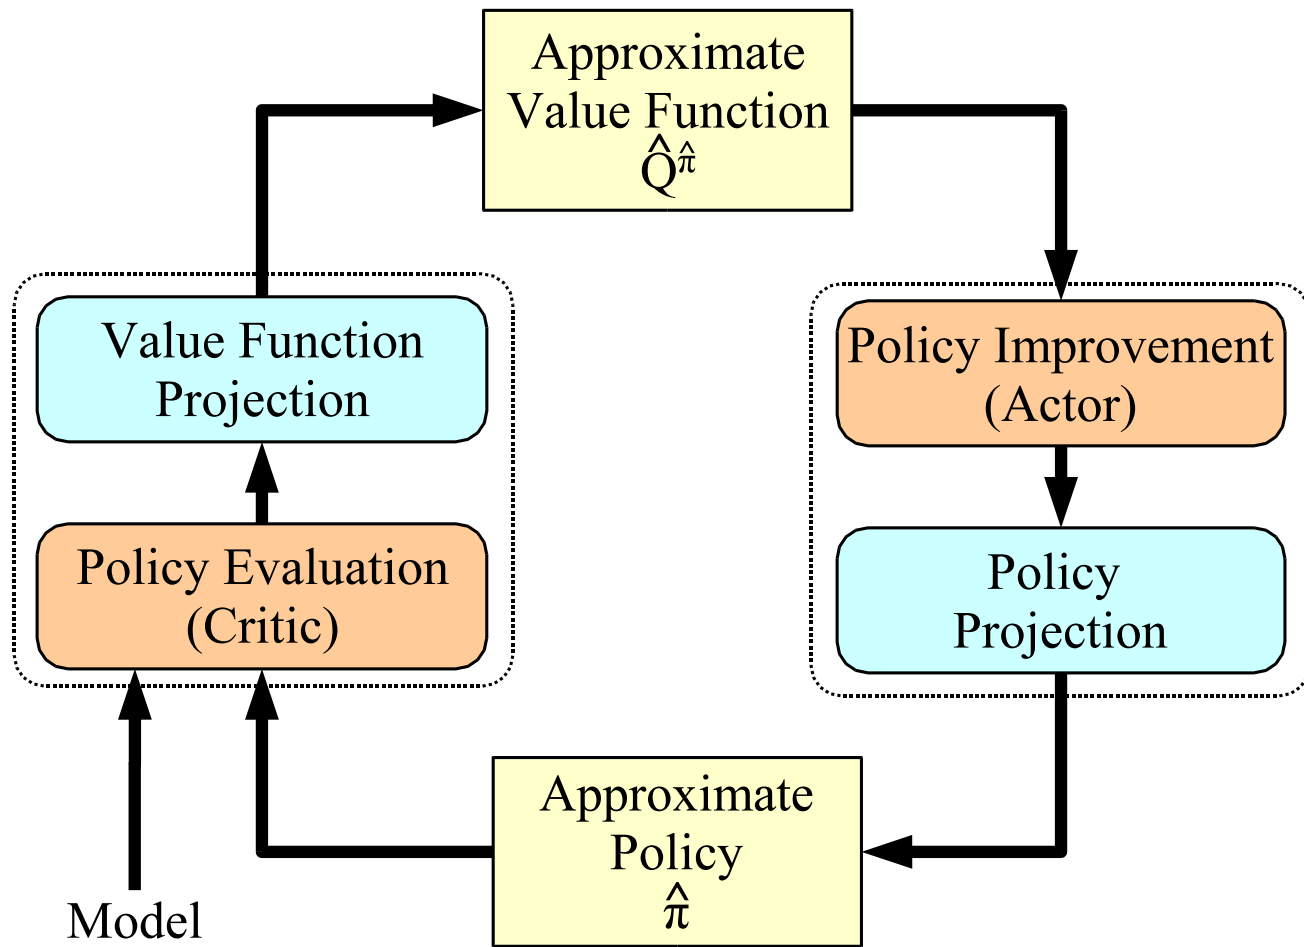 Approximate
Value Function
Q̂^π̂
Value Function
Projection
Policy Improvement
(Actor)
Policy Evaluation
(Critic)
Policy
Projection
Approximate
Policy
π̂
Model